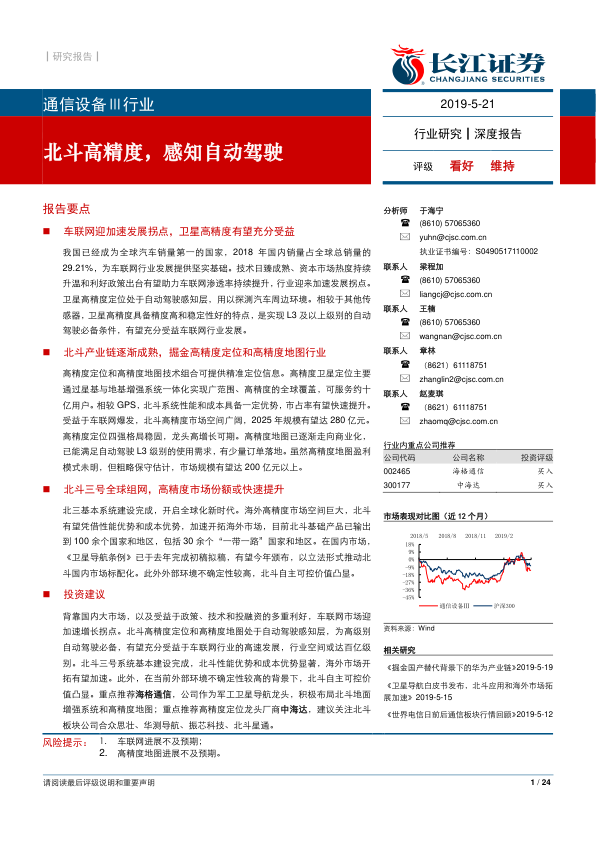 丨研究报告丨
长江证券
CHANGJIANG SECURITIES
通信设备Ⅲ行业
2019-5-21
行业研究丨深度报告
北斗高精度，感知自动驾驶
评级 看好 维持
报告要点
■ 车联网迎加速发展拐点，卫星高精度有望充分受益
我国已经成为全球汽车销量第一的国家，2018 年国内销量占全球总销量的
29.21%，为车联网行业发展提供坚实基础。技术日臻成熟、资本市场热度持续
升温和利好政策出台有望助力车联网渗透率持续提升，行业迎来加速发展拐点。
卫星高精度定位处于自动驾驶感知层，用以探测汽车周边环境。相较于其他传
感器，卫星高精度具备精度高和稳定性好的特点，是实现 L3 及以上级别的自动
驾驶必备条件，有望充分受益车联网行业发展。
■ 北斗产业链逐渐成熟，掘金高精度定位和高精度地图行业
高精度定位和高精度地图技术组合可提供精准定位信息。高精度卫星定位主要
通过星基与地基增强系统一体化实现广范围、高精度的全球覆盖，可服务约十
亿用户。相较 GPS，北斗系统性能和成本具备一定优势，市占率有望快速提升。
受益于车联网爆发，北斗高精度市场空间广阔，2025 年规模有望达 280 亿元。
高精度定位四强格局稳固，龙头高增长可期。高精度地图已逐渐走向商业化，
已能满足自动驾驶 L3 级别的使用需求，有少量订单落地。虽然高精度地图盈利
模式未明，但粗略保守估计，市场规模有望达 200 亿元以上。
■ 北斗三号全球组网，高精度市场份额或快速提升
北三基本系统建设完成，开启全球化新时代。海外高精度市场空间巨大，北斗
有望凭借性能优势和成本优势，加速开拓海外市场，目前北斗基础产品已输出
到 100 余个国家和地区，包括 30 余个“一带一路”国家和地区。在国内市场，
《卫星导航条例》已于去年完成初稿拟稿，有望今年颁布，以立法形式推动北
斗国内市场标配化。此外外部环境不确定性较高，北斗自主可控价值凸显。
■ 投资建议
背靠国内大市场，以及受益于政策、技术和投融资的多重利好，车联网市场迎
加速增长拐点。北斗高精度定位和高精度地图处于自动驾驶感知层，为高级别
自动驾驶必备，有望充分受益于车联网行业的高速发展，行业空间或达百亿级
别。北斗三号系统基本建设完成，北斗性能优势和成本优势显著，海外市场开
拓有望加速。此外，在当前外部环境不确定性较高的背景下，北斗自主可控价
值凸显。重点推荐海格通信，公司作为军工卫星导航龙头，积极布局北斗地面
增强系统和高精度地图；重点推荐高精度定位龙头厂商中海达，建议关注北斗
板块公司合众思壮、华测导航、振芯科技、北斗星通。
风险提示： 1. 车联网进展不及预期；
2. 高精度地图进展不及预期。
分析师 于海宁
(8610) 57065360
yuhn@cjsc.com.cn
执业证书编号：S0490517110002
联系人 梁程加
(8610) 57065360
liangcj@cjsc.com.cn
联系人 王楠
(8610) 57065360
wangnan@cjsc.com.cn
联系人 章林
（8621）61118751
zhanglin2@cjsc.com.cn
联系人 赵麦琪
（8621）61118751
zhaomq@cjsc.com.cn
行业内重点公司推荐
公司代码 公司名称 投资评级
002465 海格通信 买入
300177 中海达 买入
市场表现对比图（近 12 个月）
2018/5 2018/8 2018/11 2019/2
18%
9%
0%
-9%
-18%
-27%
-36%
-45%
通信设备III 沪深300
资料来源：Wind
相关研究
《掘金国产替代背景下的华为产业链》2019-5-19
《卫星导航白皮书发布，北斗应用和海外市场拓
展加速》2019-5-15
《世界电信日前后通信板块行情回顾》2019-5-12
请阅读最后评级说明和重要声明
1 / 24